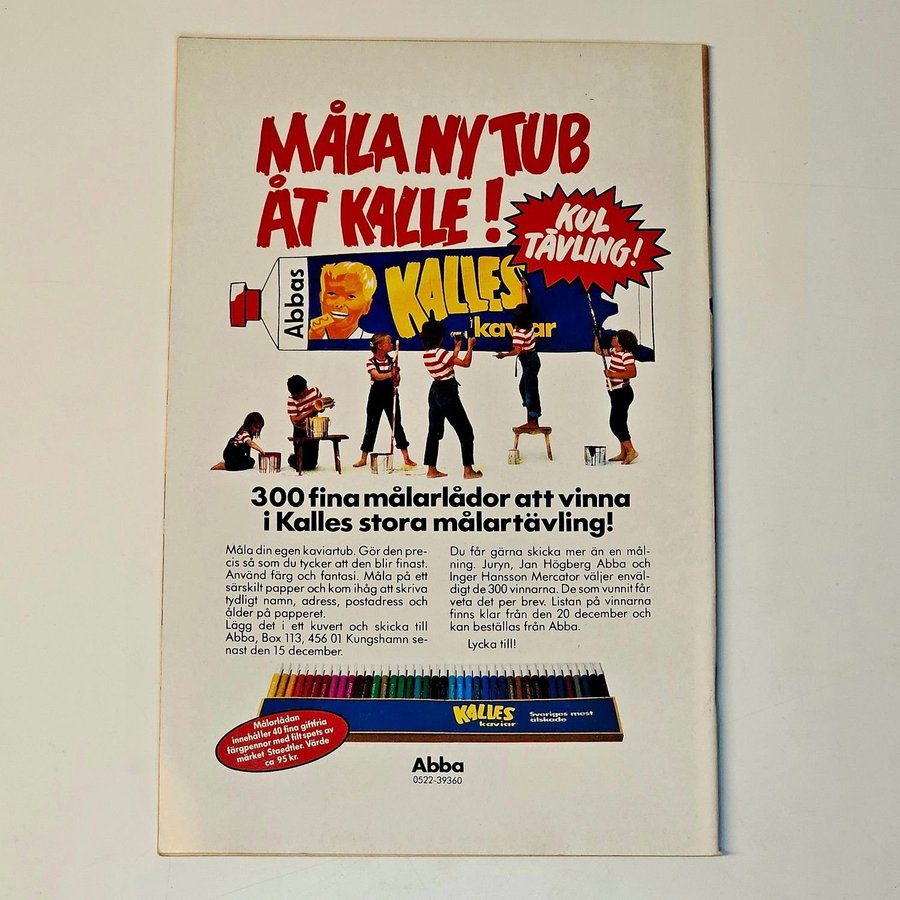 MÅLA NY TUB
ÅT KALLE!
KUL
TÄVLING!
Abbas
KALLES
kaviar
300 fina målarlådor att vinna
i Kalles stora målartävling!
Måla din egen kaviartub. Gör den pre-
cis så som du tycker att den blir finast.
Använd färg och fantasi. Måla på ett
särskilt papper och kom ihåg att skriva
tydligt namn, adress, postadress och
ålder på papperet.
Lägg det i ett kuvert och skicka till
Abba, Box 113, 456 01 Kungshamn se-
nast den 15 december.
Du får gärna skicka mer än en mål-
ning. Juryn, Jan Högberg Abba och
Inger Hansson Mercator väljer enväl-
digt de 300 vinnarna. De som vunnit får
veta det per brev. Listan på vinnarna
finns klar från den 20 december och
kan beställas från Abba.
Lycka till!
KALLES
kaviar
Sveriges mest
älskade
Målarlådan
innehåller 40 fina giftfria
färgpennor med filtspets av
märket Staedtler. Värde
ca 95 kr.
Abba
0522-39360